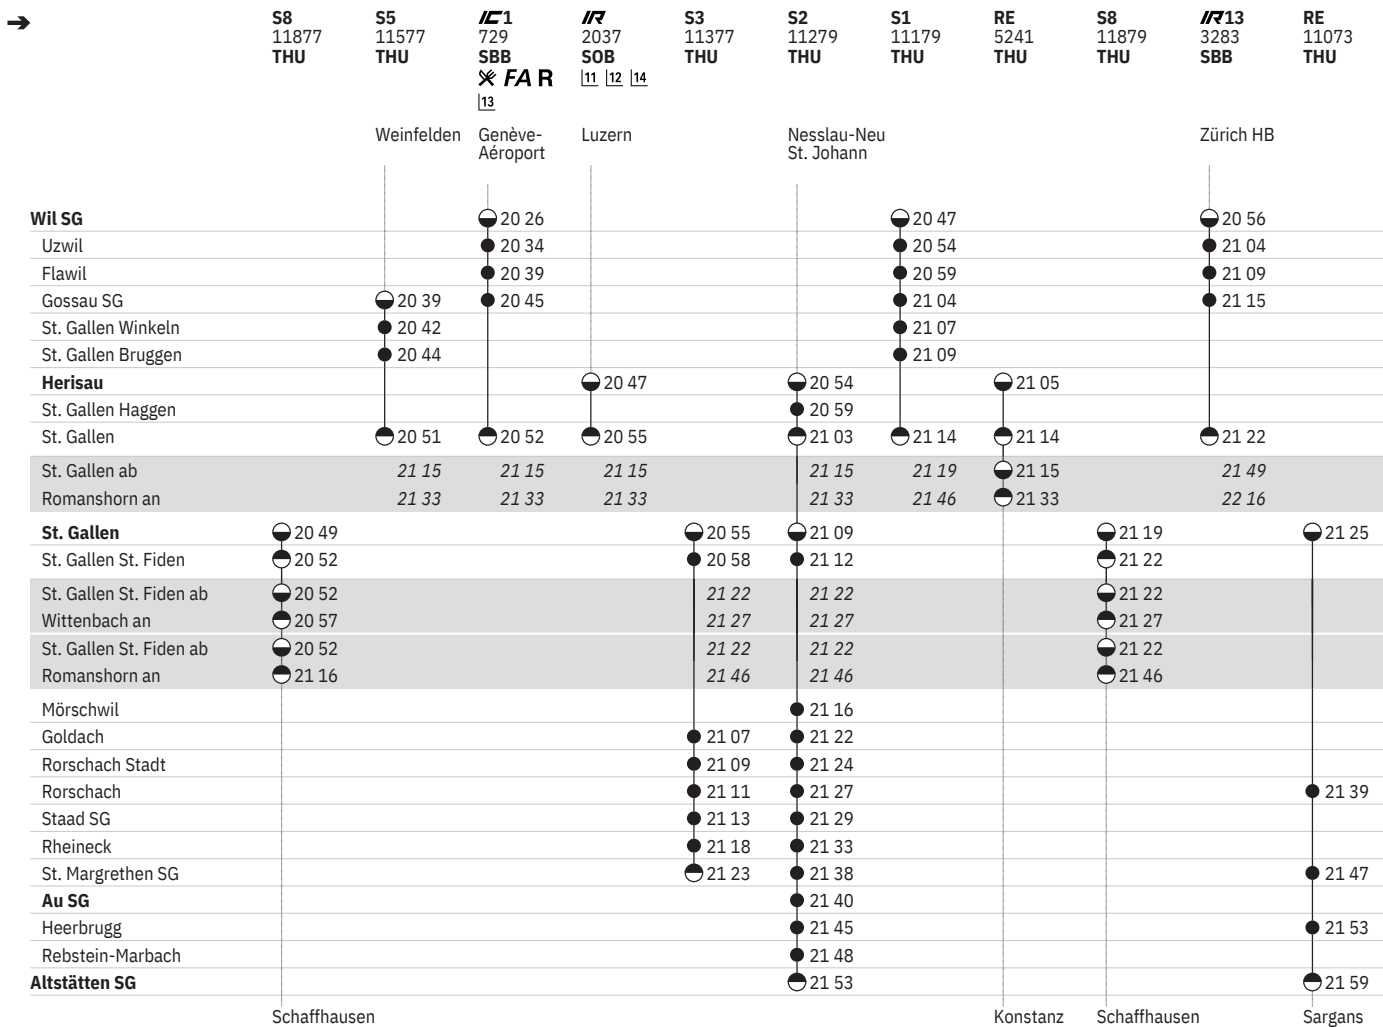 ➔ S8 S5 IC1 IR S3 S2 S1 RE S8 IR13 RE
11877 11577 729 2037 11377 11279 11179 5241 11879 3283 11073
THU THU SBB SOB THU THU THU THU THU SBB THU
FA R 11 12 14
13
Weinfelden Genève- Luzern Nesslau-Neu Zürich HB
Aéroport St. Johann
Wil SG 20 26 20 47 20 56
Uzwil 20 34 20 54 21 04
Flawil 20 39 20 59 21 09
Gossau SG 20 39 20 45 21 04 21 15
St. Gallen Winkeln 20 42 21 07
St. Gallen Bruggen 20 44 21 09
Herisau 20 47 20 54 21 05
St. Gallen Haggen 20 59
St. Gallen 20 51 20 52 20 55 21 03 21 14 21 14 21 22
St. Gallen ab 21 15 21 15 21 15 21 15 21 19 21 15 21 49
Romanshorn an 21 33 21 33 21 33 21 33 21 46 21 33 22 16
St. Gallen 20 49 20 55 21 09 21 19 21 25
St. Gallen St. Fiden 20 52 20 58 21 12 21 22
St. Gallen St. Fiden ab 20 52 21 22 21 22 21 22
Wittenbach an 20 57 21 27 21 27 21 27
St. Gallen St. Fiden ab 20 52 21 22 21 22 21 22
Romanshorn an 21 16 21 46 21 46 21 46
Mörschwil 21 16
Goldach 21 07 21 22
Rorschach Stadt 21 09 21 24
Rorschach 21 11 21 27 21 39
Staad SG 21 13 21 29
Rheineck 21 18 21 33
St. Margrethen SG 21 23 21 38 21 47
Au SG 21 40
Heerbrugg 21 45 21 53
Rebstein-Marbach 21 48
Altstätten SG 21 53 21 59
Schaffhausen Konstanz Schaffhausen Sargans